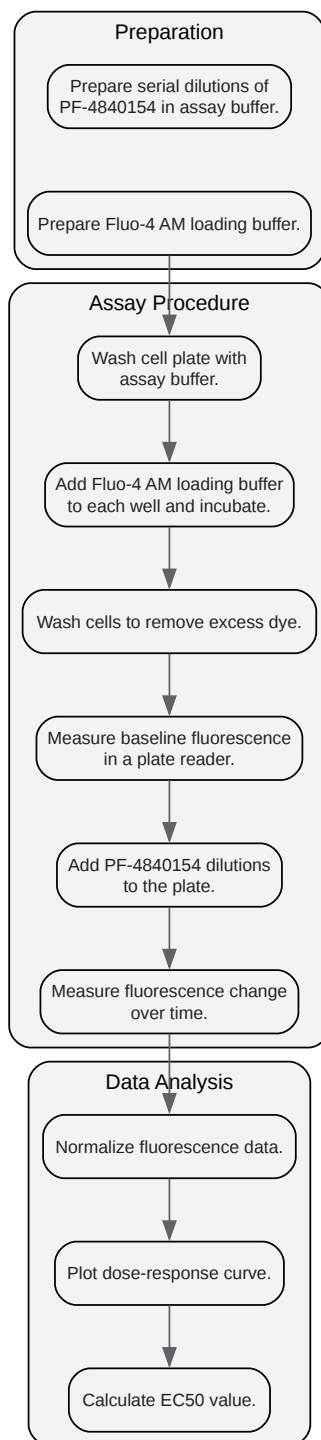 Preparation
Prepare serial dilutions of
PF-4840154 in assay buffer.
Prepare Fluo-4 AM loading buffer.
Assay Procedure
Wash cell plate with
assay buffer.
Add Fluo-4 AM loading buffer
to each well and incubate.
Wash cells to remove excess dye.
Measure baseline fluorescence
in a plate reader.
Add PF-4840154 dilutions
to the plate.
Measure fluorescence change
over time.
Data Analysis
Normalize fluorescence data.
Plot dose-response curve.
Calculate EC50 value.